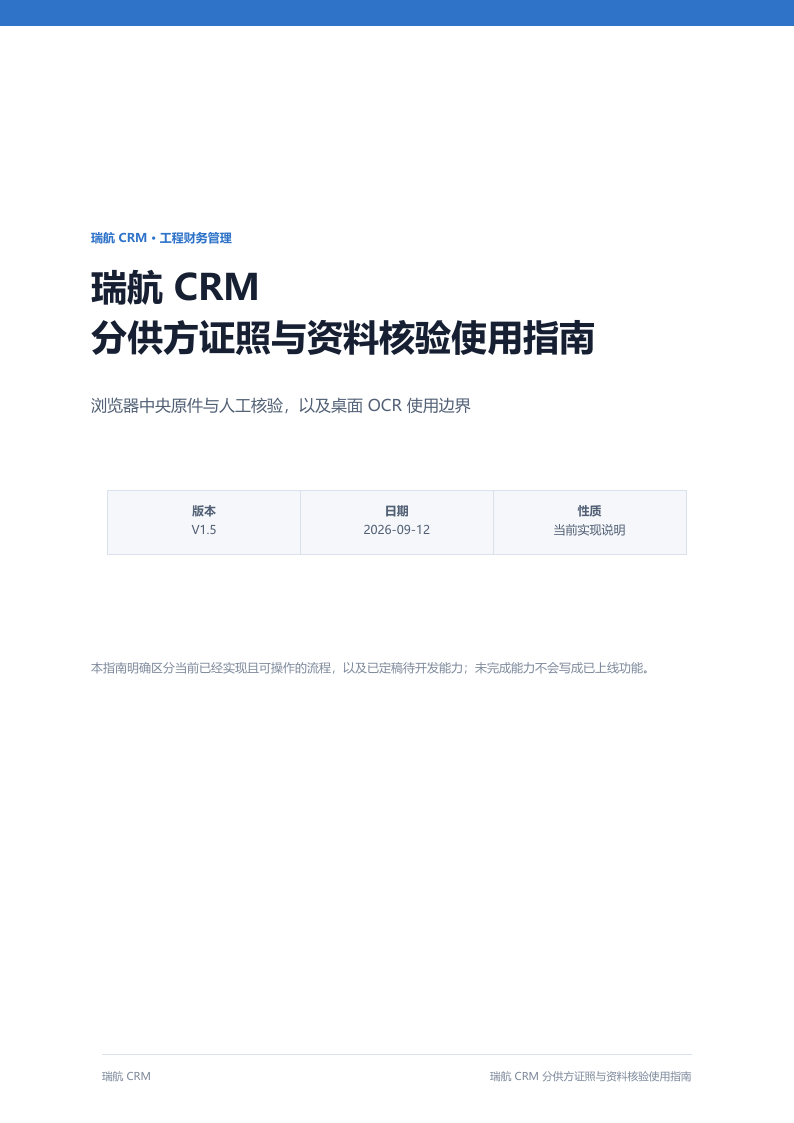 瑞航 CRM · 工程财务管理
瑞航 CRM
分供方证照与资料核验使用指南
浏览器中央原件与人工核验，以及桌面 OCR 使用边界
版本
V1.5
日期
2026-09-12
性质
当前实现说明
本指南明确区分当前已经实现且可操作的流程，以及已定稿待开发能力；未完成能力不会写成已上线功能。
瑞航 CRM
瑞航 CRM 分供方证照与资料核验使用指南